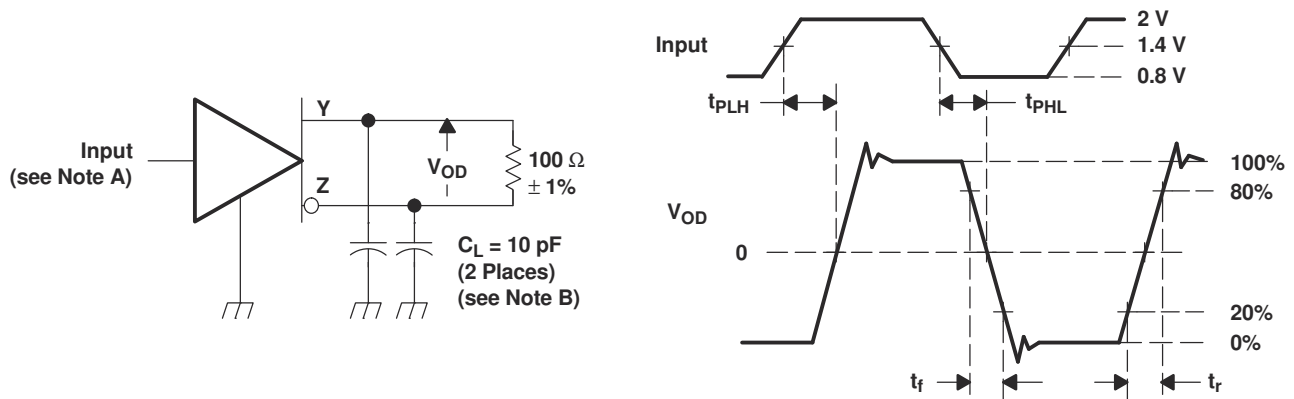 Input
(see Note A)
Y
Z
V_OD
100 Ω
± 1%
C_L = 10 pF
(2 Places)
(see Note B)
Input
2 V
1.4 V
0.8 V
t_PLH
t_PHL
V_OD
0
100%
80%
20%
0%
t_f
t_r